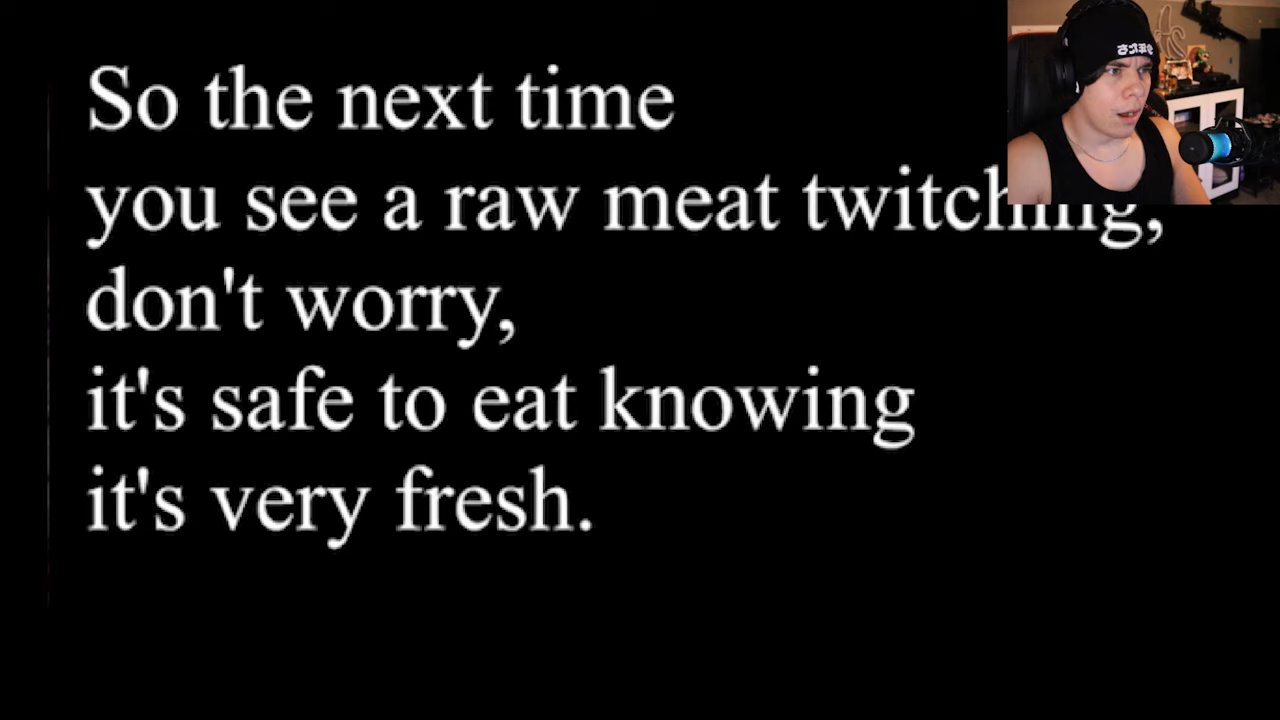 So the next time
you see a raw meat twitching,
don't worry,
it's safe to eat knowing
it's very fresh.